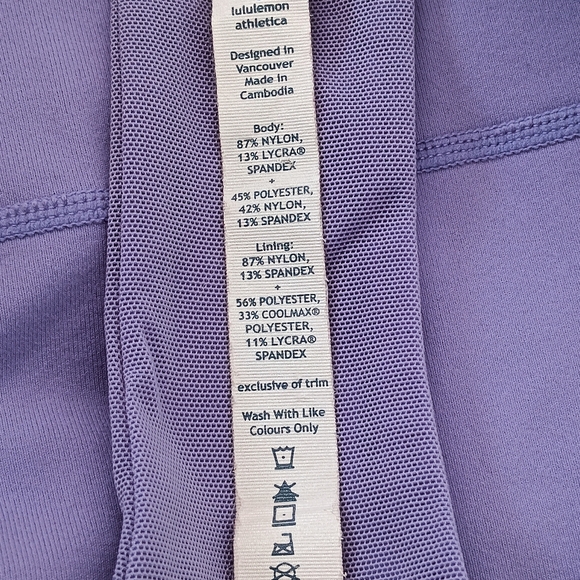 lululemon
athletica
Designed in
Vancouver
Made in
Cambodia
Body:
87% NYLON,
13% LYCRA®
SPANDEX
+
45% POLYESTER,
42% NYLON,
13% SPANDEX
Lining:
87% NYLON,
13% SPANDEX
+
56% POLYESTER,
33% COOLMAX®
POLYESTER,
11% LYCRA®
SPANDEX
exclusive of trim
Wash With Like
Colours Only